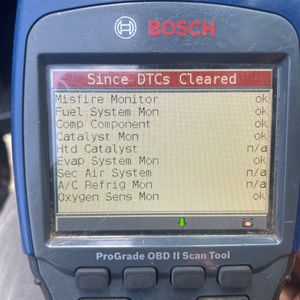 BOSCH
Since DTCs Cleared
Misfire Monitor ok
Fuel System Mon ok
Comp Component ok
Catalyst Mon ok
Htd Catalyst n/a
Evap System Mon ok
Sec Air System n/a
A/C Refrig Mon n/a
Oxygen Sens Mon ok
ProGrade OBD II Scan Tool